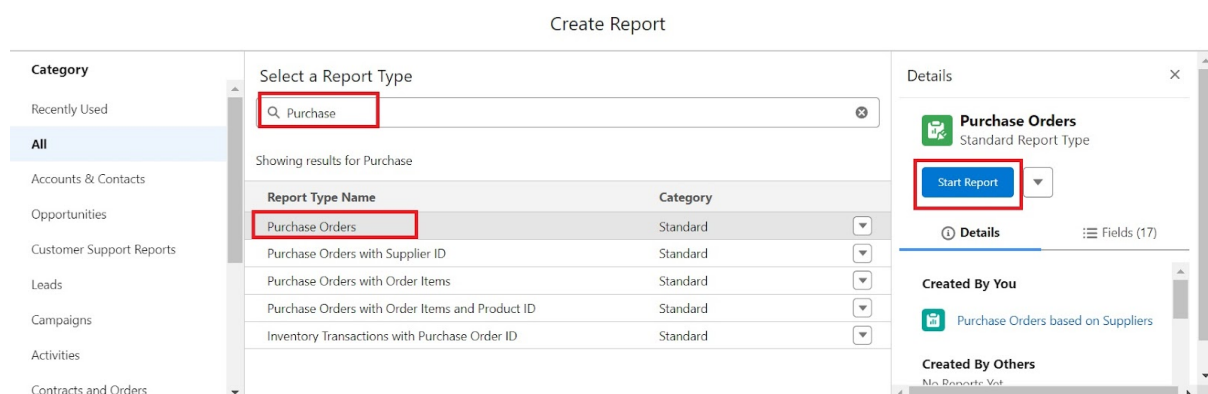 Create Report
Category
Recently Used
All
Accounts & Contacts
Opportunities
Customer Support Reports
Leads
Campaigns
Activities
Contracts and Orders
Select a Report Type
Purchase
Showing results for Purchase
Report Type Name Category
Purchase Orders Standard
Purchase Orders with Supplier ID Standard
Purchase Orders with Order Items Standard
Purchase Orders with Order Items and Product ID Standard
Inventory Transactions with Purchase Order ID Standard
Details
Purchase Orders
Standard Report Type
Start Report
Details Fields (17)
Created By You
Purchase Orders based on Suppliers
Created By Others
No Reports Yet